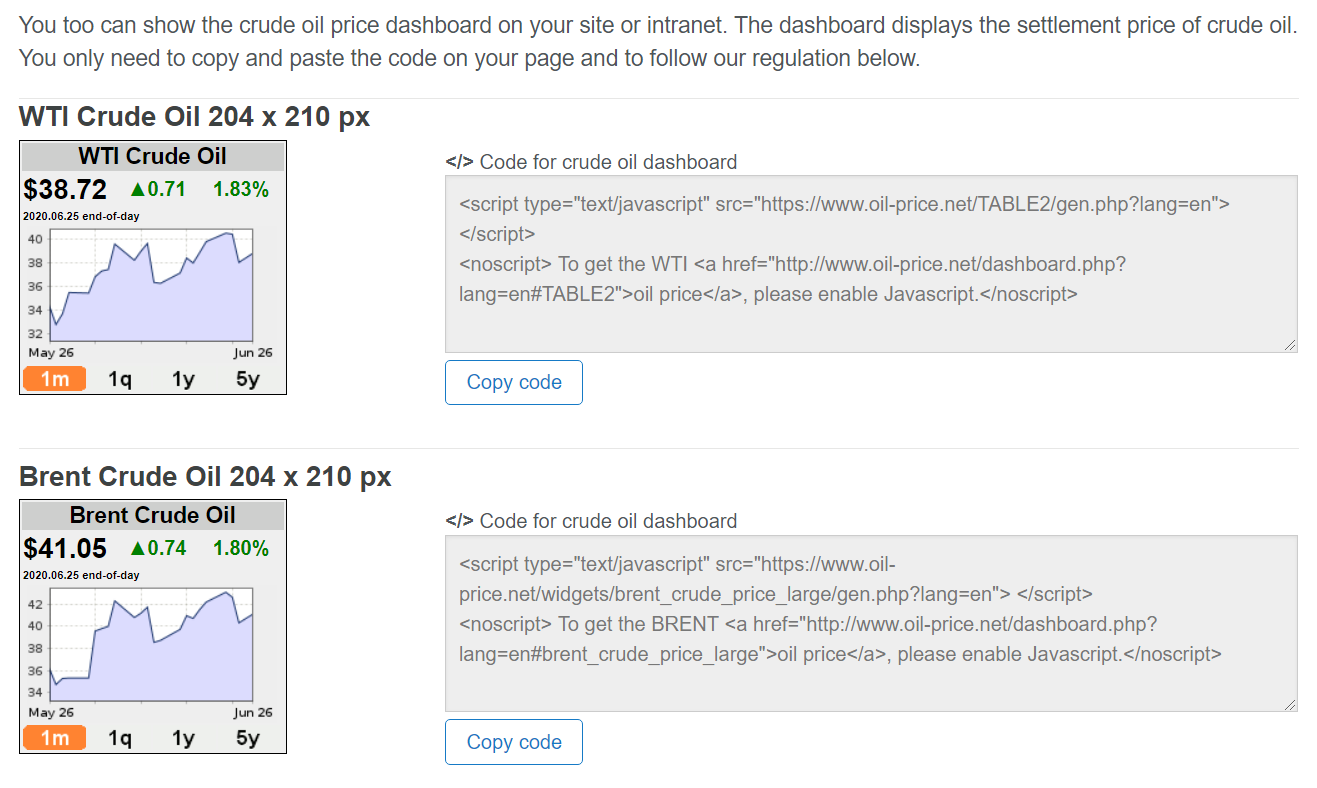 You too can show the crude oil price dashboard on your site or intranet. The dashboard displays the settlement price of crude oil.
You only need to copy and paste the code on your page and to follow our regulation below.
WTI Crude Oil 204 x 210 px
WTI Crude Oil
$38.72 ▲0.71 1.83%
2020.06.25 end-of-day
40
38
36
34
32
May 26 Jun 26
1m 1q 1y 5y
</> Code for crude oil dashboard
<script type="text/javascript" src="https://www.oil-price.net/TABLE2/gen.php?lang=en">
</script>
<noscript> To get the WTI <a href="http://www.oil-price.net/dashboard.php?
lang=en#TABLE2">oil price</a>, please enable Javascript.</noscript>
Copy code
Brent Crude Oil 204 x 210 px
Brent Crude Oil
$41.05 ▲0.74 1.80%
2020.06.25 end-of-day
42
40
38
36
34
May 26 Jun 26
1m 1q 1y 5y
</> Code for crude oil dashboard
<script type="text/javascript" src="https://www.oil-
price.net/widgets/brent_crude_price_large/gen.php?lang=en"> </script>
<noscript> To get the BRENT <a href="http://www.oil-price.net/dashboard.php?
lang=en#brent_crude_price_large">oil price</a>, please enable Javascript.</noscript>
Copy code